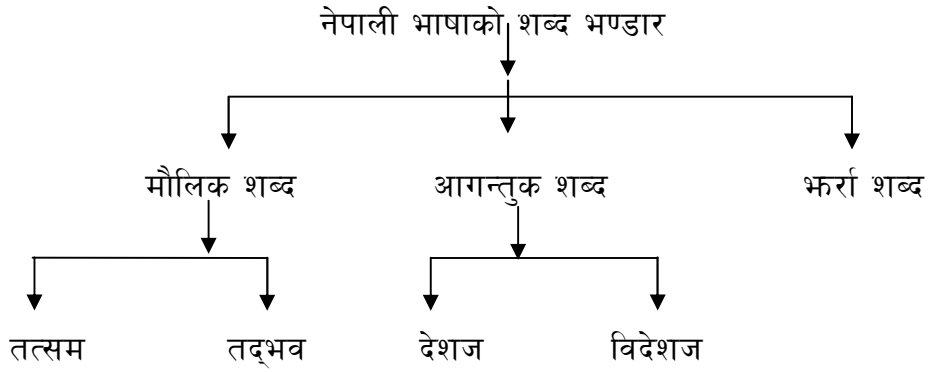 नेपाली भाषाको शब्द भण्डार
मौलिक शब्द आगन्तुक शब्द झर्रा शब्द
तत्सम तद्‌भव देशज विदेशज